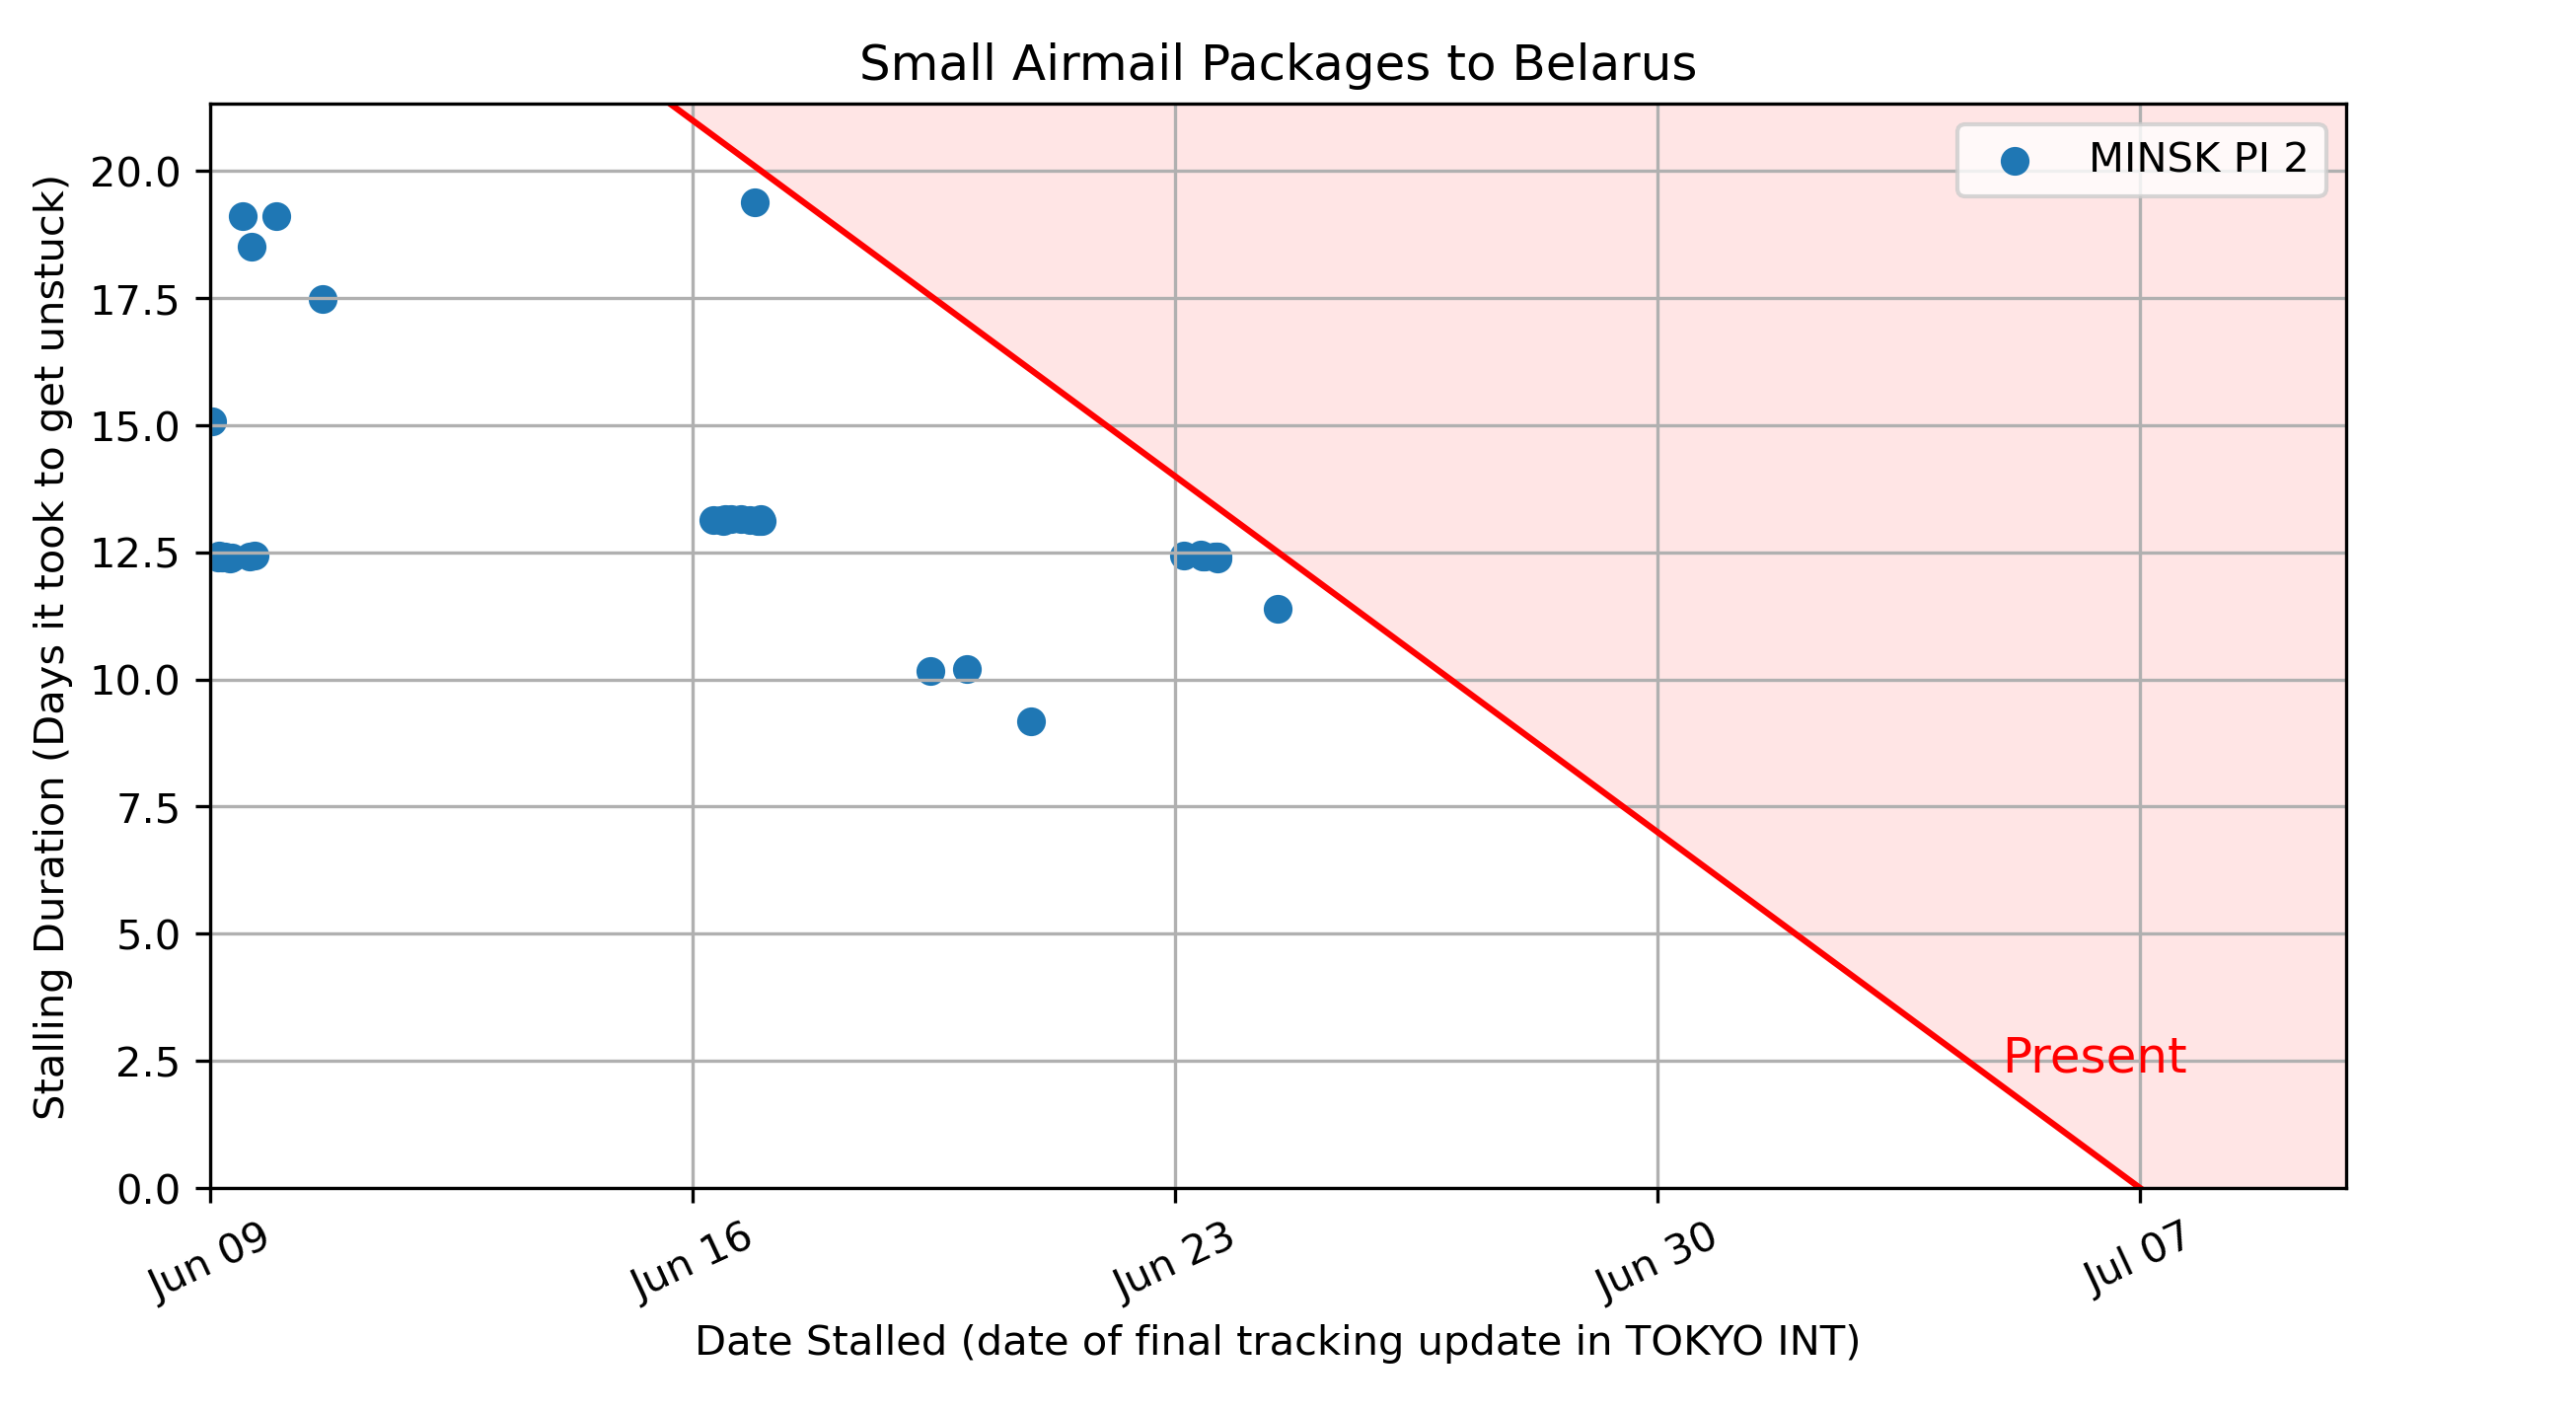 Small Airmail Packages to Belarus
MINSK PI 2
Stalling Duration (Days it took to get unstuck)
20.0
17.5
15.0
12.5
10.0
7.5
5.0
2.5
0.0
Present
Jun 09
Jun 16
Jun 23
Jun 30
Jul 07
Date Stalled (date of final tracking update in TOKYO INT)